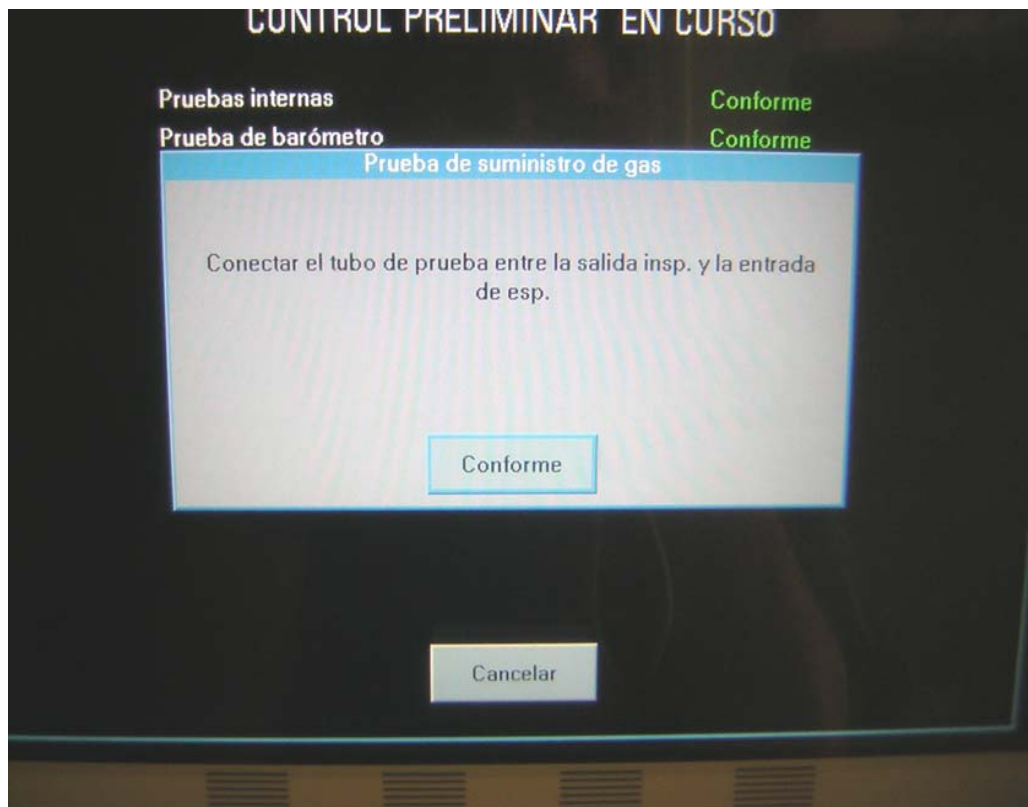 CONTROL PRELIMINAR EN CURSO
Pruebas internas Conforme
Prueba de barómetro Conforme
Prueba de suministro de gas
Conectar el tubo de prueba entre la salida insp. y la entrada
de esp.
Conforme
Cancelar